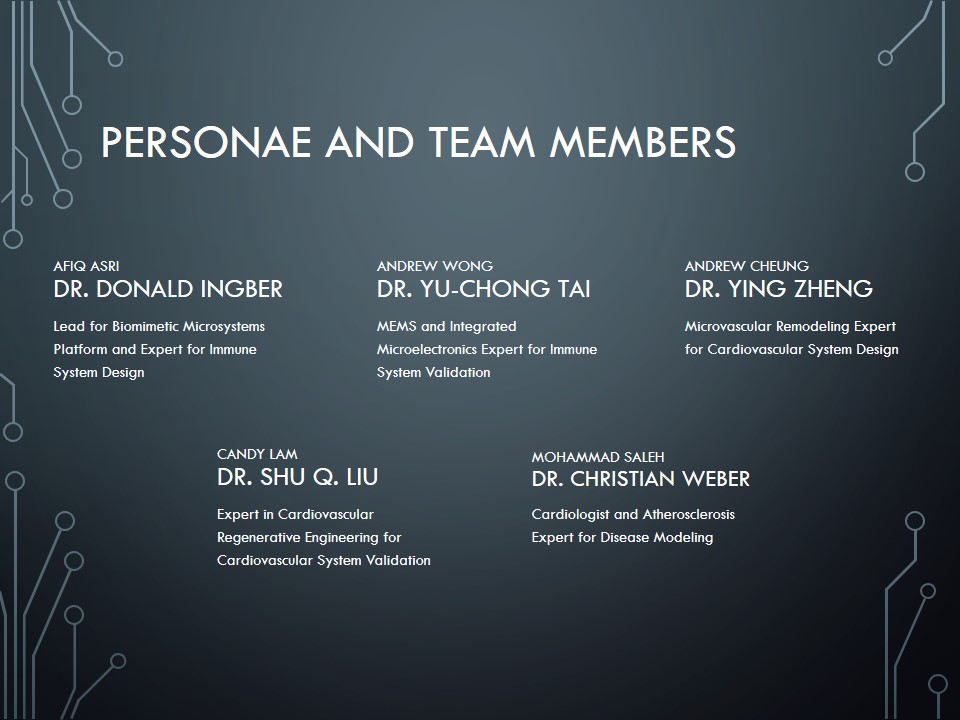 PERSONAE AND TEAM MEMBERS
AFIQ ASRI
DR. DONALD INGBER
Lead for Biomimetic Microsystems
Platform and Expert for Immune
System Design
ANDREW WONG
DR. YU-CHONG TAI
MEMS and Integrated
Microelectronics Expert for Immune
System Validation
ANDREW CHEUNG
DR. YING ZHENG
Microvascular Remodeling Expert
for Cardiovascular System Design
CANDY LAM
DR. SHU Q. LIU
Expert in Cardiovascular
Regenerative Engineering for
Cardiovascular System Validation
MOHAMMAD SALEH
DR. CHRISTIAN WEBER
Cardiologist and Atherosclerosis
Expert for Disease Modeling